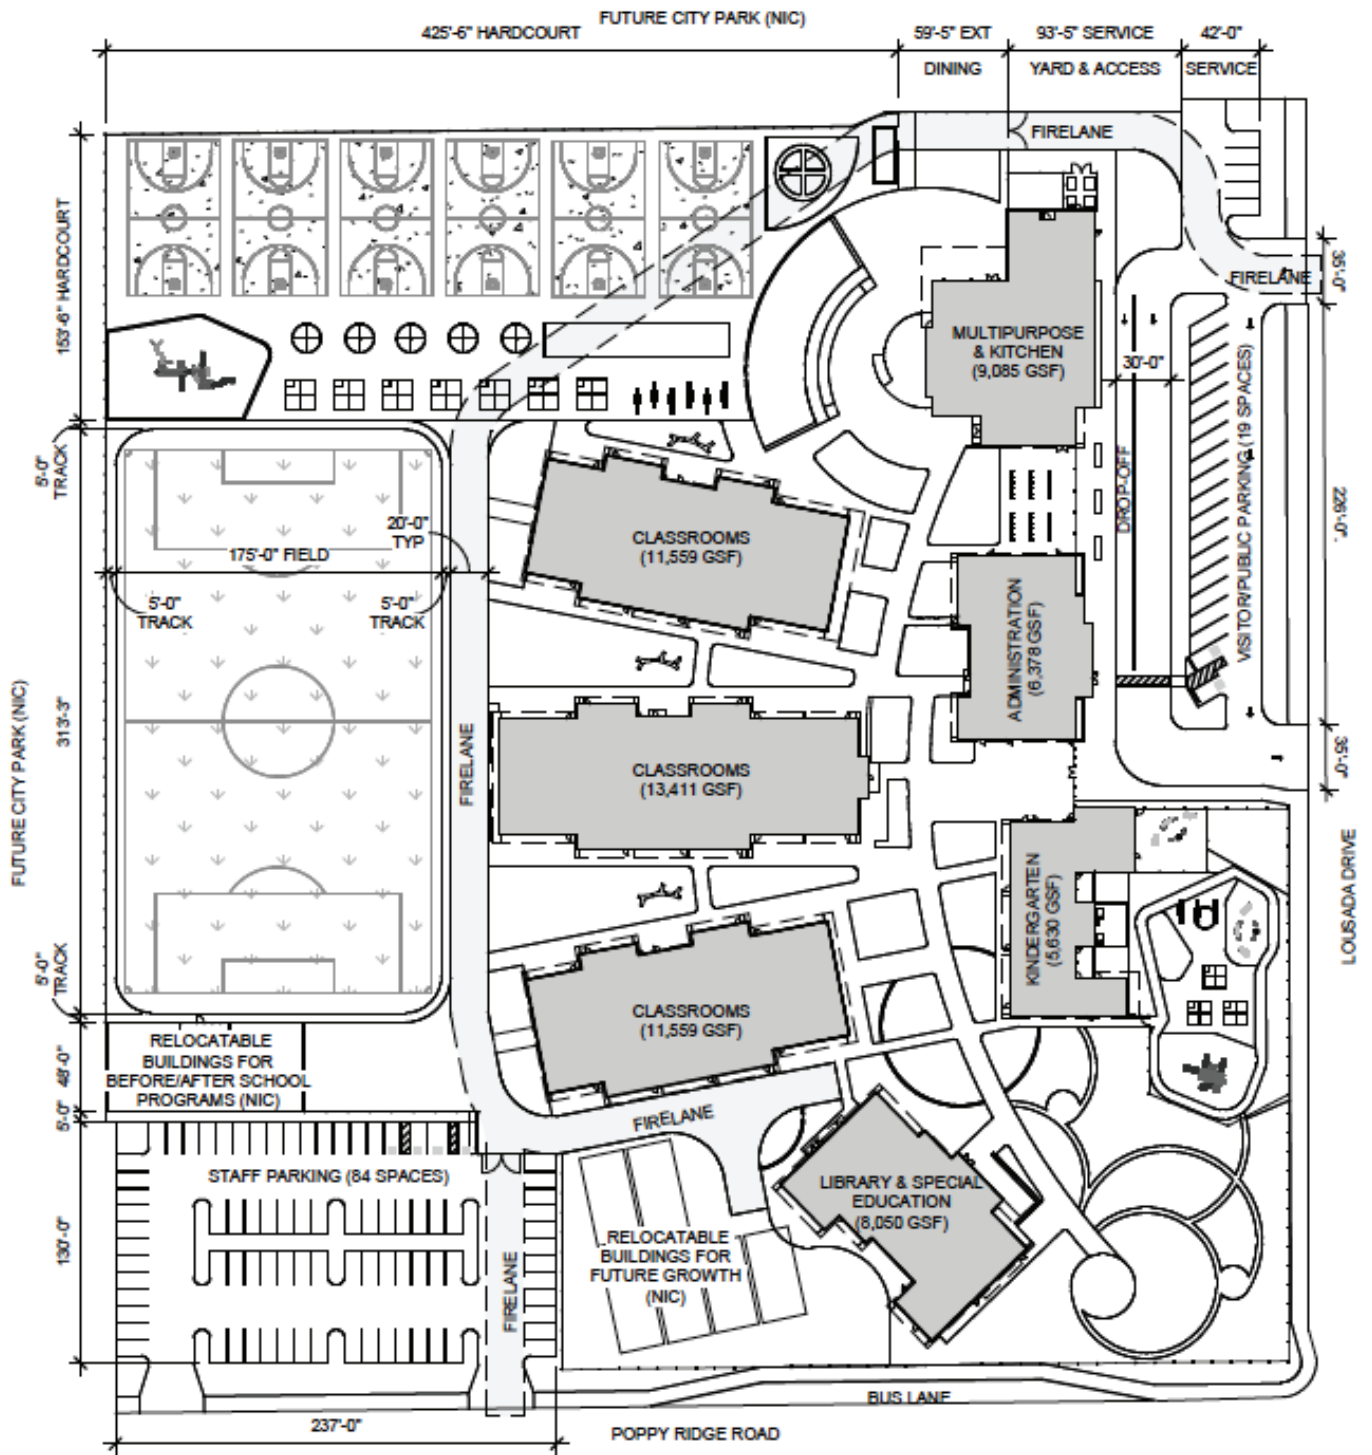 FUTURE CITY PARK (NIC)
425'-6" HARDCOURT
59'-5" EXT
DINING
93'-5" SERVICE
YARD & ACCESS
42'-0"
SERVICE
FIRELANE
153'-6" HARDCOURT
35'-0"
FIRELANE
MULTIPURPOSE
& KITCHEN
(9,085 GSF)
30'-0"
DROP-OFF
VISITOR/PUBLIC PARKING (19 SPACES)
226'-0"
5'-0"
TRACK
20'-0"
TYP
175'-0" FIELD
5'-0"
TRACK
5'-0"
TRACK
CLASSROOMS
(11,559 GSF)
ADMINISTRATION
(6,378 GSF)
FUTURE CITY PARK (NIC)
313'-3"
FIRELANE
CLASSROOMS
(13,411 GSF)
35'-0"
LOUSADA DRIVE
KINDERGARTEN
(5,630 GSF)
5'-0"
TRACK
CLASSROOMS
(11,559 GSF)
48'-0"
RELOCATABLE
BUILDINGS FOR
BEFORE/AFTER SCHOOL
PROGRAMS (NIC)
5'-0"
FIRELANE
STAFF PARKING (84 SPACES)
LIBRARY & SPECIAL
EDUCATION
(8,050 GSF)
130'-0"
FIRELANE
RELOCATABLE
BUILDINGS FOR
FUTURE GROWTH
(NIC)
BUS LANE
237'-0"
POPPY RIDGE ROAD